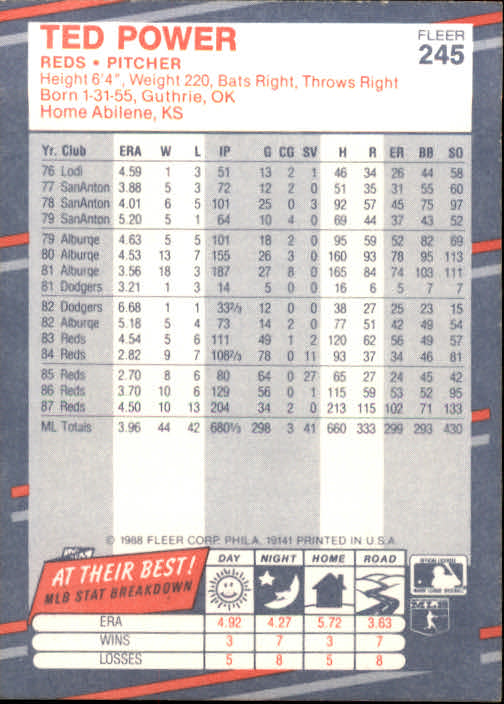 TED POWER
FLEER
245
REDS • PITCHER
Height 6'4", Weight 220, Bats Right, Throws Right
Born 1-31-55, Guthrie, OK
Home Abilene, KS
Yr. Club ERA W L IP G CG SV H R ER BB SO
76 Lodi 4.59 1 3 51 13 2 1 46 34 26 44 58
77 SanAnton 3.88 5 3 72 12 2 0 51 35 31 55 60
78 SanAnton 4.01 6 5 101 25 0 3 92 57 45 75 97
79 SanAnton 5.20 5 1 64 10 4 0 69 44 37 43 52
79 Alburqe 4.63 5 5 101 18 2 0 95 59 52 82 69
80 Alburqe 4.53 13 7 155 26 3 0 160 93 78 95 113
81 Alburqe 3.56 18 3 187 27 8 0 165 84 74 103 111
81 Dodgers 3.21 1 3 14 5 0 0 16 6 5 7 7
82 Dodgers 6.68 1 1 33⅔ 12 0 0 38 27 25 23 15
82 Alburqe 5.18 5 4 73 14 2 0 77 51 42 49 54
83 Reds 4.54 5 6 111 49 1 2 120 62 56 49 57
84 Reds 2.82 9 7 108⅔ 78 0 11 93 37 34 46 81
85 Reds 2.70 8 6 80 64 0 27 65 27 24 45 42
86 Reds 3.70 10 6 129 56 0 1 115 59 53 52 95
87 Reds 4.50 10 13 204 34 2 0 213 115 102 71 133
ML Totals 3.96 44 42 680⅓ 298 3 41 660 333 299 293 430
© 1988 FLEER CORP. PHILA. 19141 PRINTED IN U.S.A.
AT THEIR BEST!
MLB STAT BREAKDOWN
DAY NIGHT HOME ROAD
ERA 4.92 4.27 5.72 3.63
WINS 3 7 3 7
LOSSES 5 8 5 8